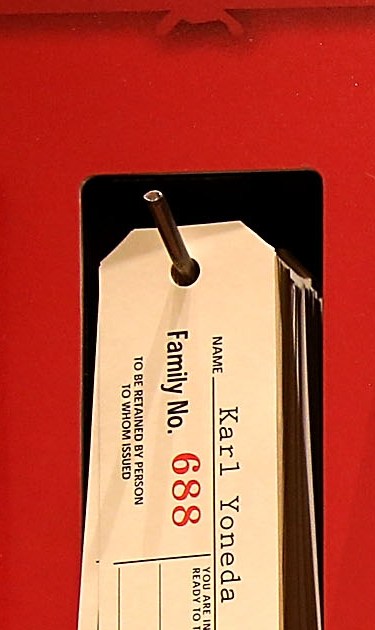 NAME Karl Yoneda
Family No. 688
TO BE RETAINED BY PERSON
TO WHOM ISSUED
YOU ARE IN
READY TO T